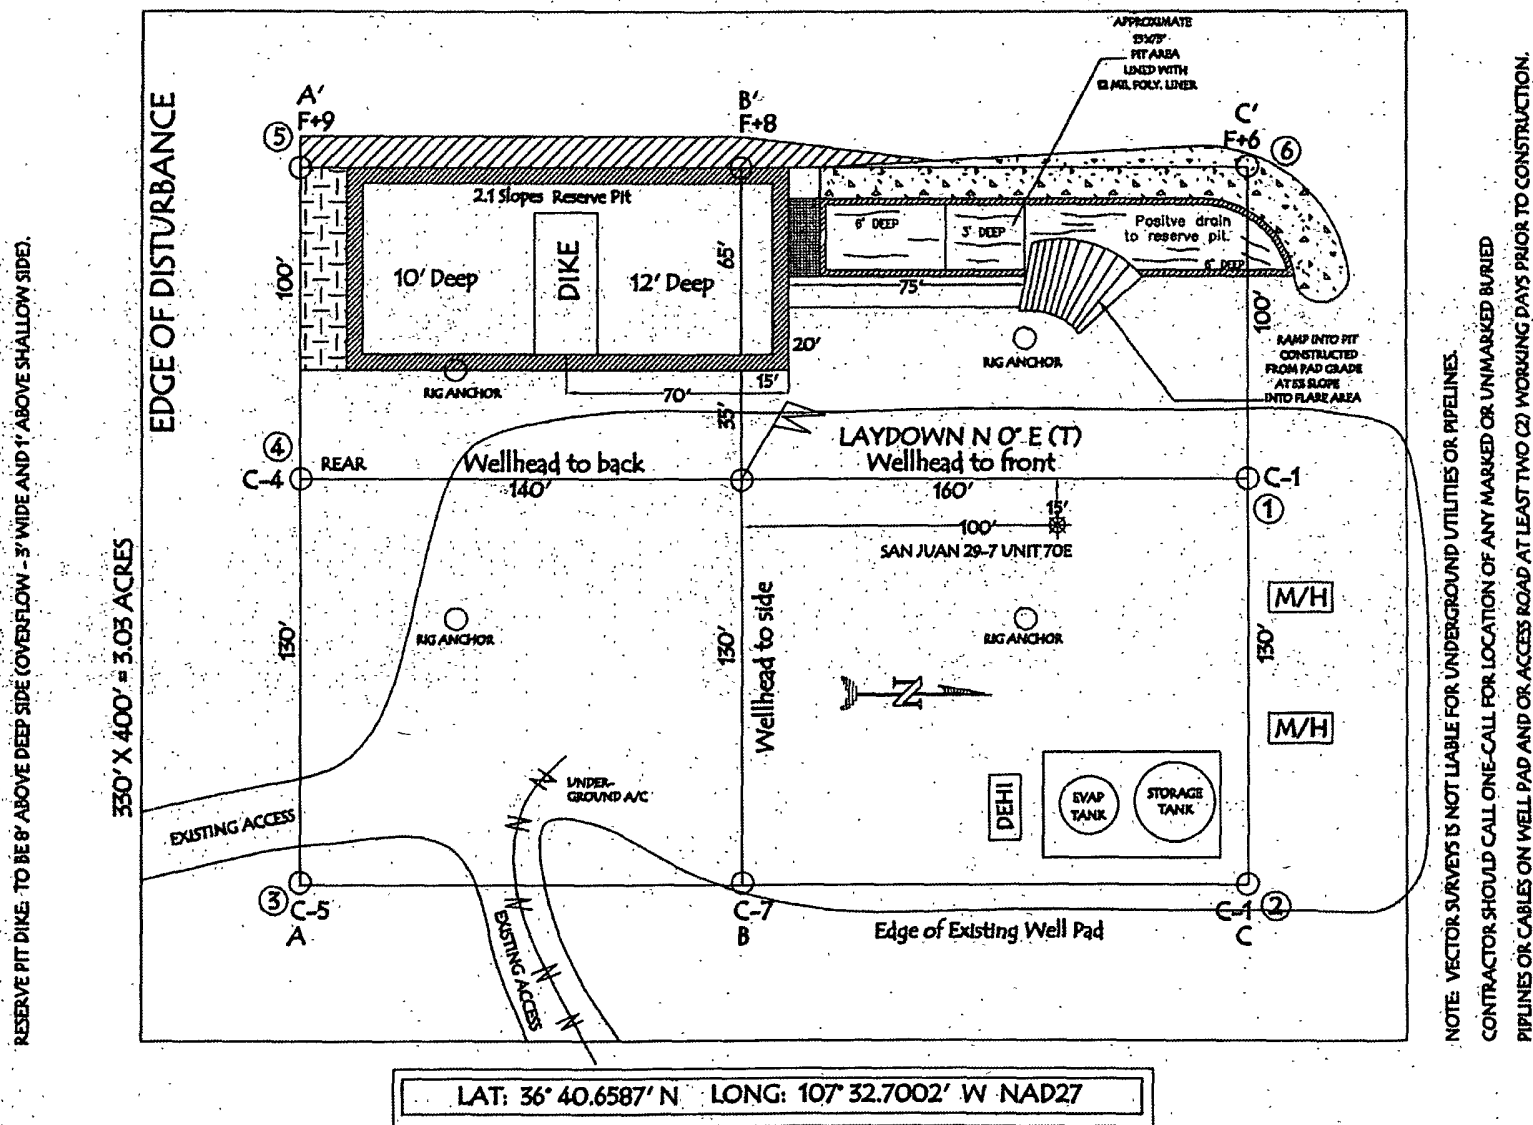 APPROXIMATE
13'x75'
PIT AREA
LINED WITH
12 MIL. POLY. LINER
A'
F+9
B'
F+8
C'
F+6
5
6
EDGE OF DISTURBANCE
2.1 Slopes Reserve Pit
10' Deep
DIKE
12' Deep
65'
100'
6' DEEP
3' DEEP
Positve drain
to reserve pit.
6' DEEP
75'
100'
20'
15'
70'
35'
RIG ANCHOR
RIG ANCHOR
RAMP INTO PIT
CONSTRUCTED
FROM PAD GRADE
AT 5% SLOPE
INTO FLARE AREA
LAYDOWN N 0° E (T)
4
C-4
REAR
Wellhead to back
140'
Wellhead to front
160'
C-1
1
15'
100'
SAN JUAN 29-7 UNIT 70E
130'
RIG ANCHOR
130'
Wellhead to side
RIG ANCHOR
130'
M/H
M/H
N
UNDER-
GROUND A/C
DEHI
EVAP
TANK
STORAGE
TANK
EXISTING ACCESS
EXISTING ACCESS
3
C-5
A
C-7
B
C-1
2
C
Edge of Existing Well Pad
330' X 400' = 3.03 ACRES
RESERVE PIT DIKE: TO BE 8' ABOVE DEEP SIDE (OVERFLOW - 3' WIDE AND 1' ABOVE SHALLOW SIDE).
NOTE: VECTOR SURVEYS IS NOT LIABLE FOR UNDERGROUND UTILITIES OR PIPELINES.
CONTRACTOR SHOULD CALL ONE-CALL FOR LOCATION OF ANY MARKED OR UNMARKED BURIED
PIPLINES OR CABLES ON WELL PAD AND OR ACCESS ROAD AT LEAST TWO (2) WORKING DAYS PRIOR TO CONSTRUCTION.
LAT: 36° 40.6587' N LONG: 107° 32.7002' W NAD27